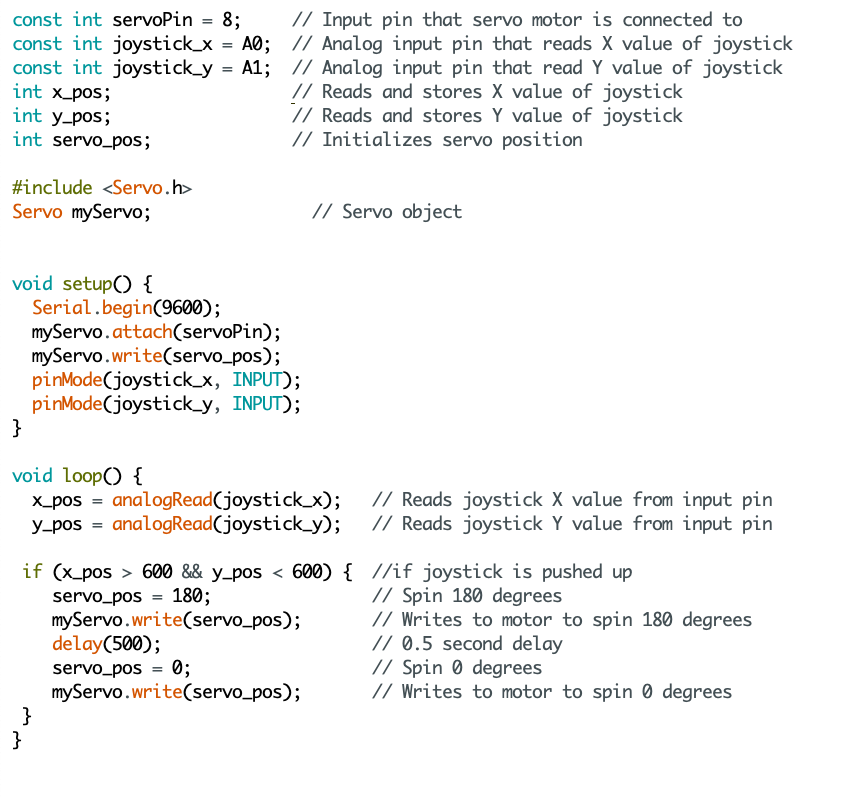 const int servoPin = 8;     // Input pin that servo motor is connected to
const int joystick_x = A0;  // Analog input pin that reads X value of joystick
const int joystick_y = A1;  // Analog input pin that read Y value of joystick
int x_pos;                  // Reads and stores X value of joystick
int y_pos;                  // Reads and stores Y value of joystick
int servo_pos;              // Initializes servo position

#include <Servo.h>
Servo myServo;                // Servo object


void setup() {
  Serial.begin(9600);
  myServo.attach(servoPin);
  myServo.write(servo_pos);
  pinMode(joystick_x, INPUT);
  pinMode(joystick_y, INPUT);
}

void loop() {
  x_pos = analogRead(joystick_x);   // Reads joystick X value from input pin
  y_pos = analogRead(joystick_y);   // Reads joystick Y value from input pin

 if (x_pos > 600 && y_pos < 600) {  //if joystick is pushed up
    servo_pos = 180;                // Spin 180 degrees
    myServo.write(servo_pos);       // Writes to motor to spin 180 degrees
    delay(500);                     // 0.5 second delay
    servo_pos = 0;                  // Spin 0 degrees
    myServo.write(servo_pos);       // Writes to motor to spin 0 degrees
 }
}